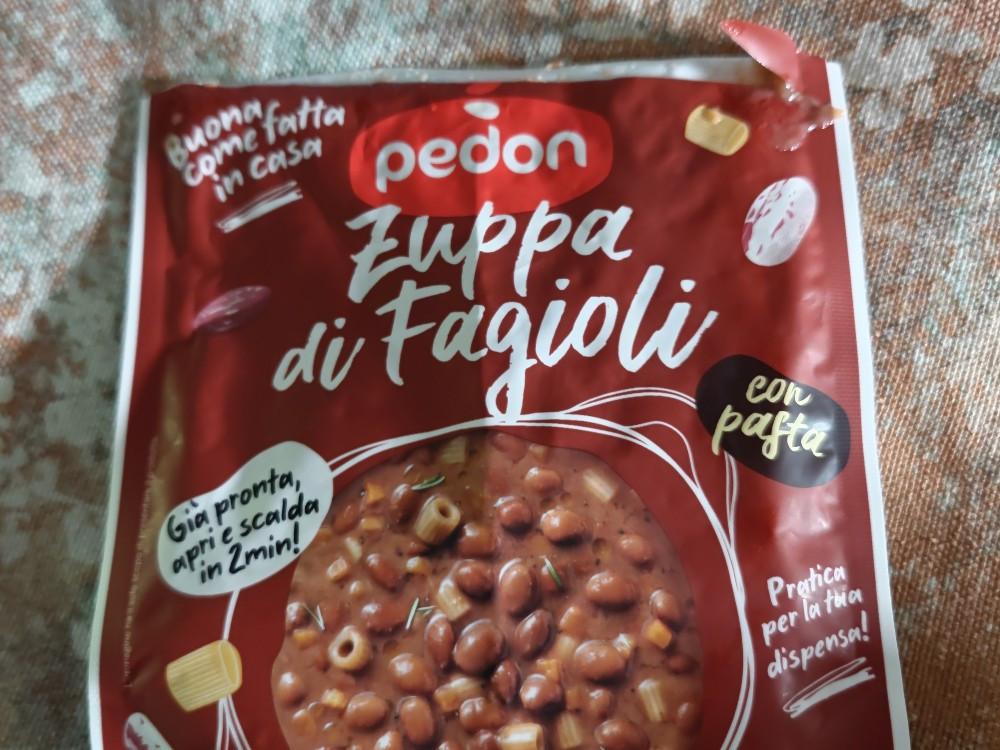 Buona
come fatta
in casa
pedon
Zuppa
di Fagioli
con
pasta
Già pronta,
apri e scalda
in 2min!
Pratica
per la tua
dispensa!